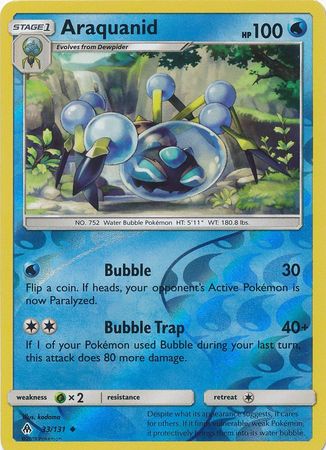 STAGE 1
Araquanid
HP 100
Evolves from Dewpider
NO. 752 Water Bubble Pokémon HT: 5'11" WT: 180.8 lbs.
Bubble 30
Flip a coin. If heads, your opponent's Active Pokémon is
now Paralyzed.
Bubble Trap 40+
If 1 of your Pokémon used Bubble during your last turn,
this attack does 80 more damage.
weakness × 2 resistance retreat
illus. kodama
33/131
©2018 Pokémon
Despite what its appearance suggests, it cares
for others. If it finds vulnerable, weak Pokémon,
it protectively brings them into its water bubble.